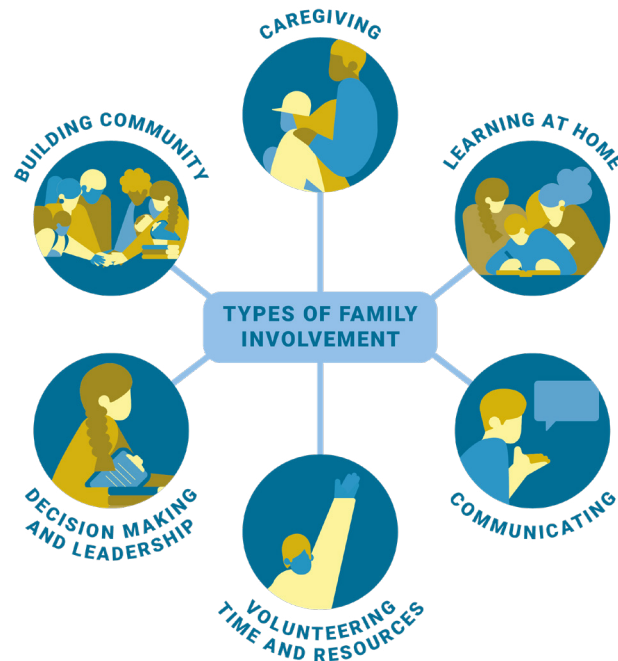 CAREGIVING
BUILDING COMMUNITY
LEARNING AT HOME
TYPES OF FAMILY
INVOLVEMENT
DECISION MAKING
AND LEADERSHIP
COMMUNICATING
VOLUNTEERING
TIME AND RESOURCES